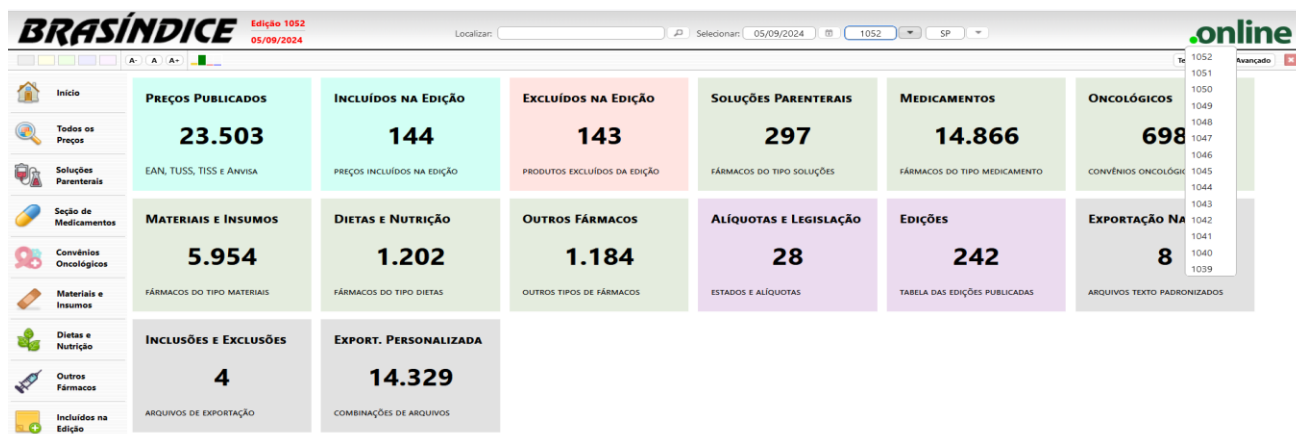 BRASÍNDICE
Edição 1052
05/09/2024
Localizar:
Selecionar: 05/09/2024 1052 SP
.online
A- A A+
Avançado
1052
1051
1050
1049
1048
1047
1046
1045
1044
1043
1042
1041
1040
1039
Início
Todos os
Preços
Soluções
Parenterais
Seção de
Medicamentos
Convênios
Oncológicos
Materiais e
Insumos
Dietas e
Nutrição
Outros
Fármacos
Incluídos na
Edição
Preços Publicados
23.503
EAN, TUSS, TISS e Anvisa
Incluídos na Edição
144
preços incluídos na edição
Excluídos na Edição
143
produtos excluídos da edição
Soluções Parenterais
297
fármacos do tipo soluções
Medicamentos
14.866
fármacos do tipo medicamento
Oncológicos
698
convênios
Materiais e Insumos
5.954
fármacos do tipo materiais
Dietas e Nutrição
1.202
fármacos do tipo dietas
Outros Fármacos
1.184
outros tipos de fármacos
Alíquotas e Legislação
28
estados e alíquotas
Edições
242
tabela das edições publicadas
Exportação
8
arquivos texto padronizados
Inclusões e Exclusões
4
arquivos de exportação
Export. Personalizada
14.329
combinações de arquivos